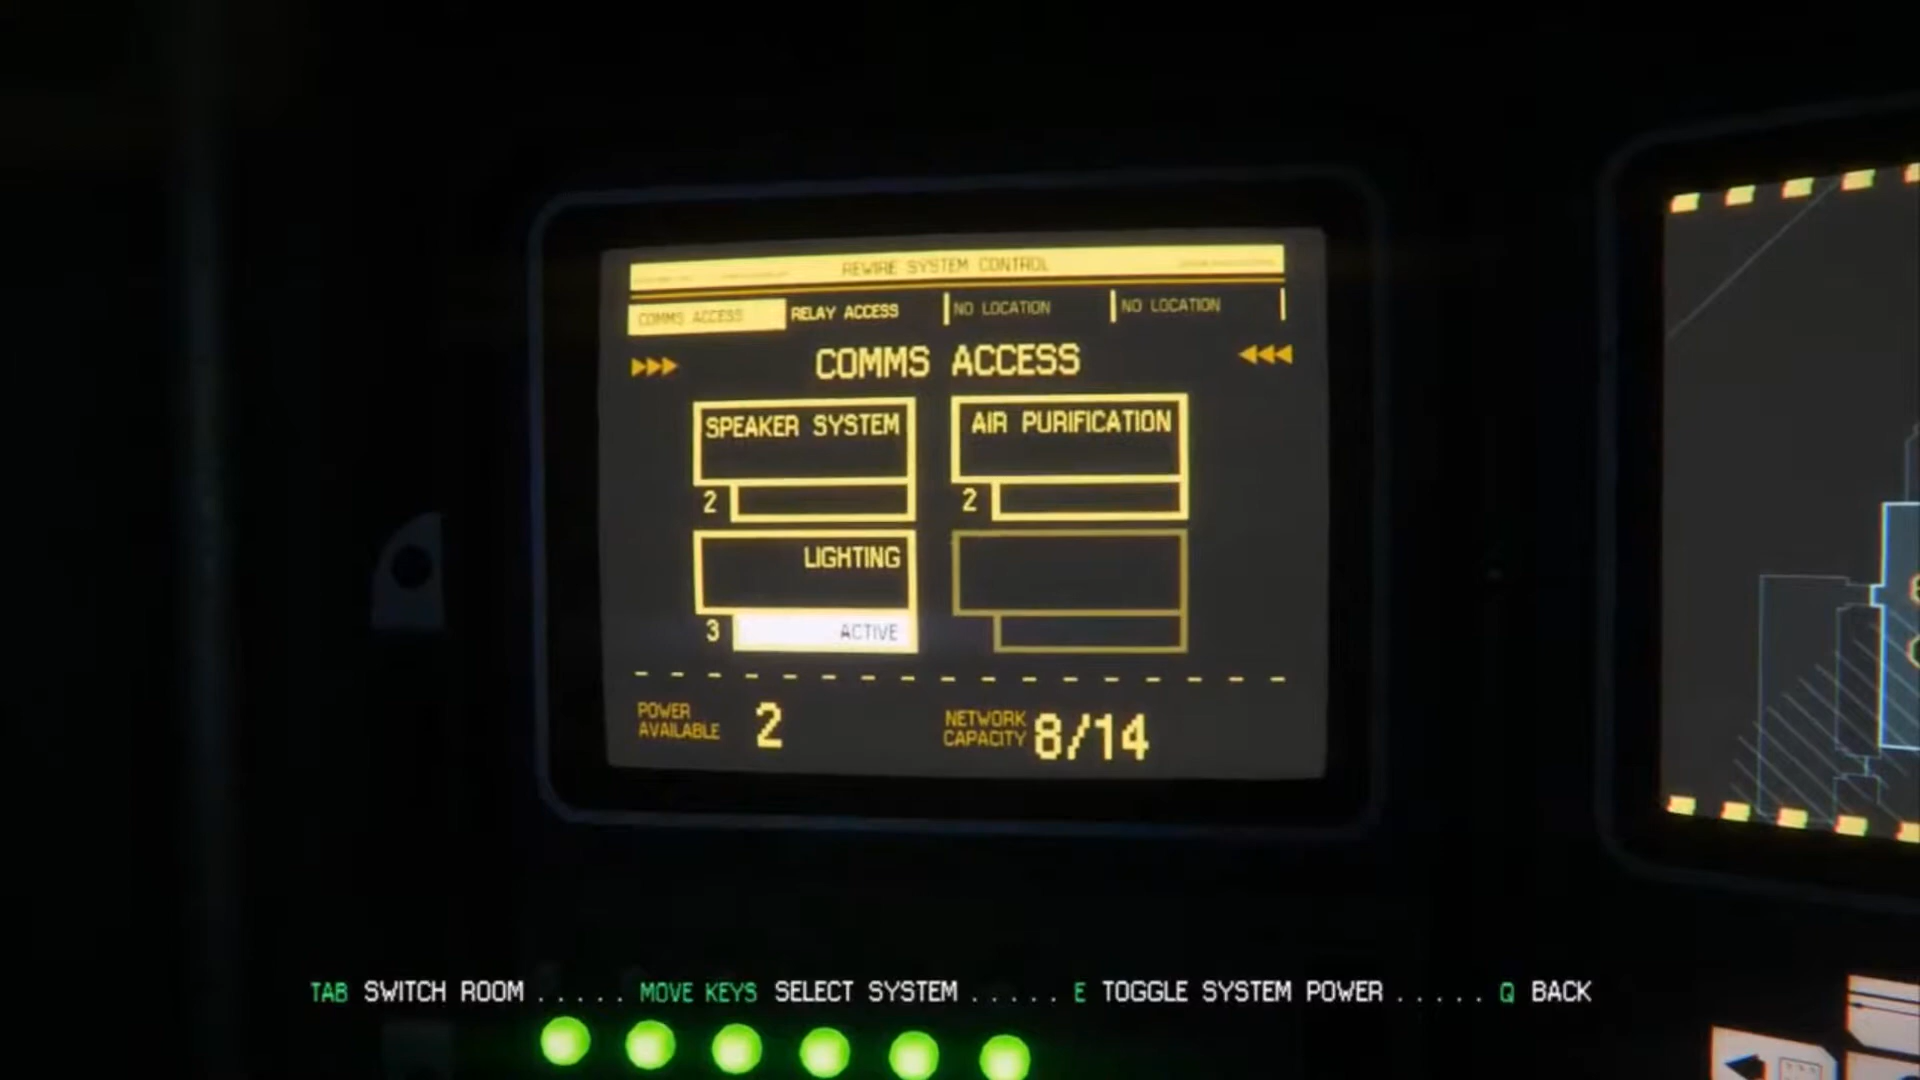 REWIRE SYSTEM CONTROL
COMMS ACCESS RELAY ACCESS NO LOCATION NO LOCATION
COMMS ACCESS
SPEAKER SYSTEM AIR PURIFICATION
2 2
LIGHTING
3 ACTIVE
POWER AVAILABLE 2 NETWORK CAPACITY 8/14
TAB SWITCH ROOM ..... MOVE KEYS SELECT SYSTEM ..... E TOGGLE SYSTEM POWER ..... Q BACK